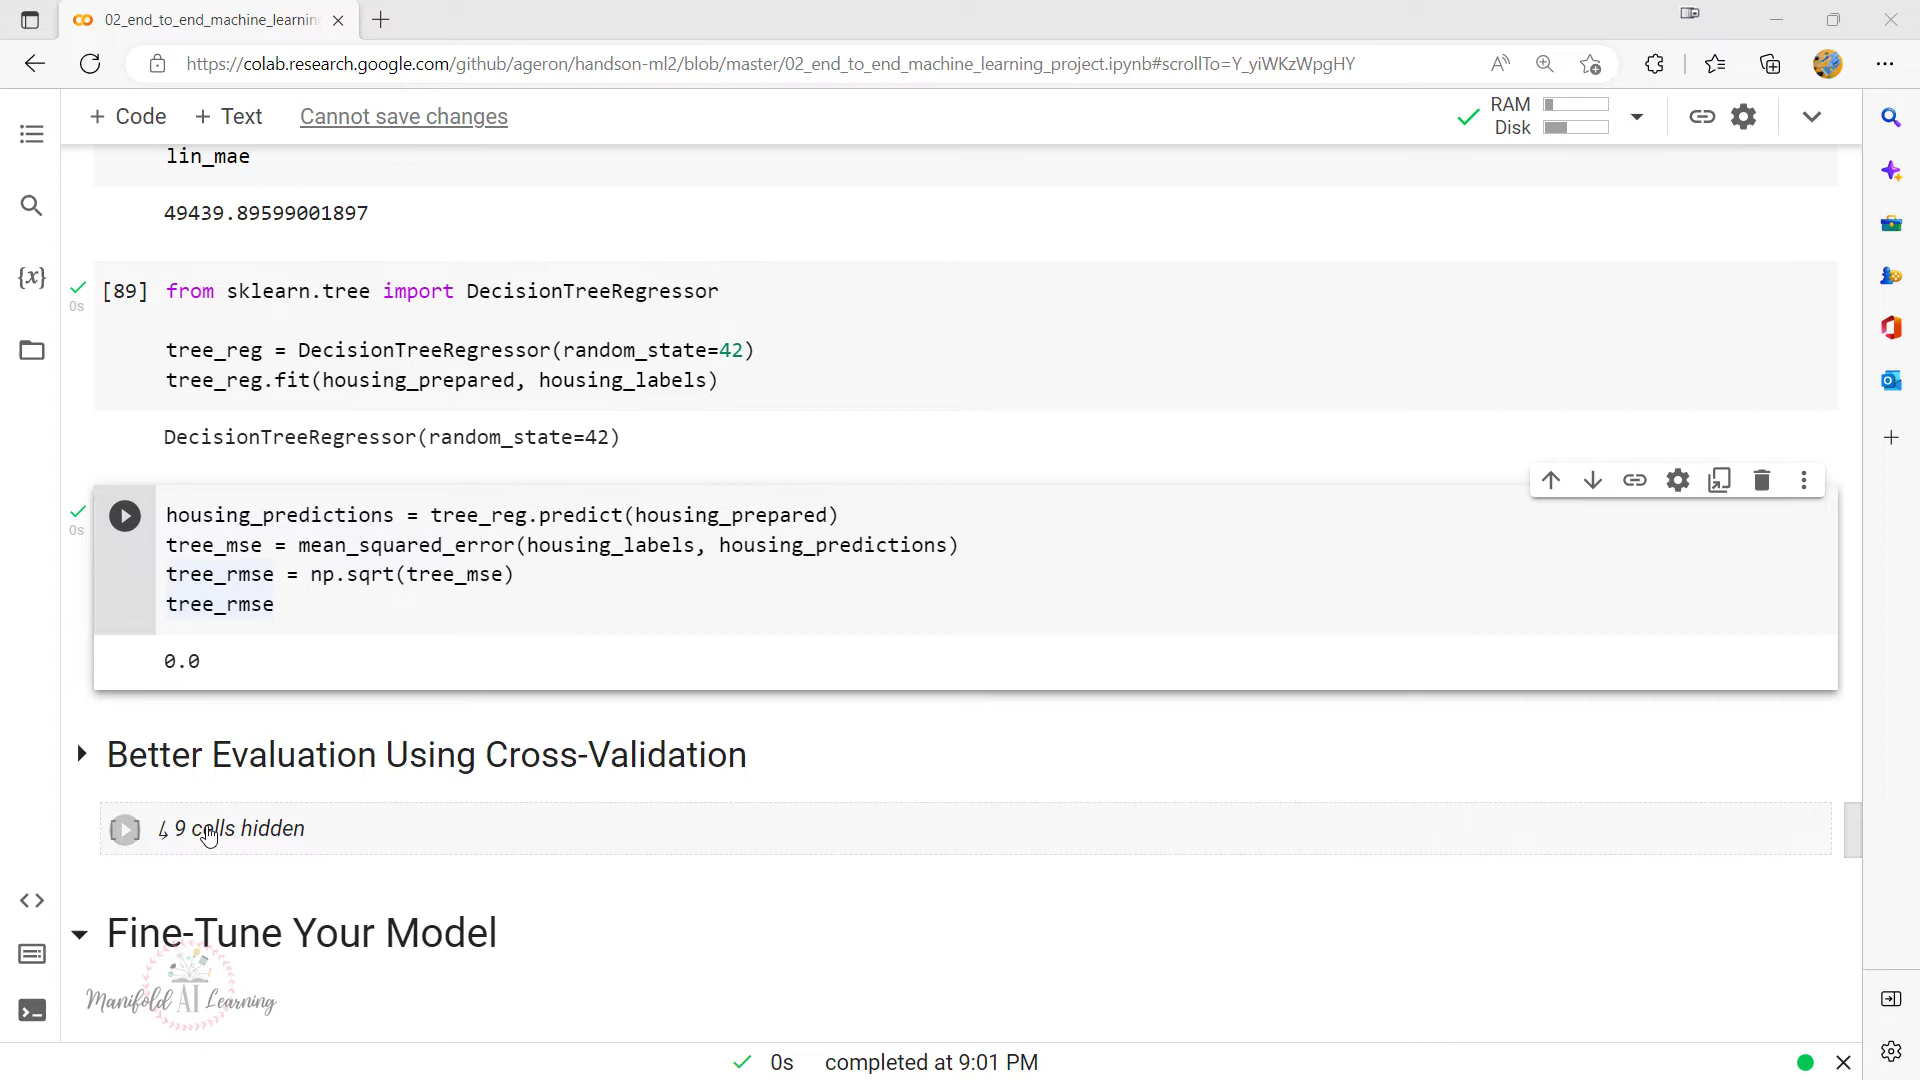 02_end_to_end_machine_learnin
https://colab.research.google.com/github/ageron/handson-ml2/blob/master/02_end_to_end_machine_learning_project.ipynb#scrollTo=Y_yiWKzWpgHY
+ Code + Text Cannot save changes
RAM
Disk
lin_mae
49439.89599001897
[89] from sklearn.tree import DecisionTreeRegressor
0s
tree_reg = DecisionTreeRegressor(random_state=42)
tree_reg.fit(housing_prepared, housing_labels)
DecisionTreeRegressor(random_state=42)
housing_predictions = tree_reg.predict(housing_prepared)
0s
tree_mse = mean_squared_error(housing_labels, housing_predictions)
tree_rmse = np.sqrt(tree_mse)
tree_rmse
0.0
Better Evaluation Using Cross-Validation
[ ] ↳ 9 cells hidden
Fine-Tune Your Model
Manifold AI Learning
0s completed at 9:01 PM